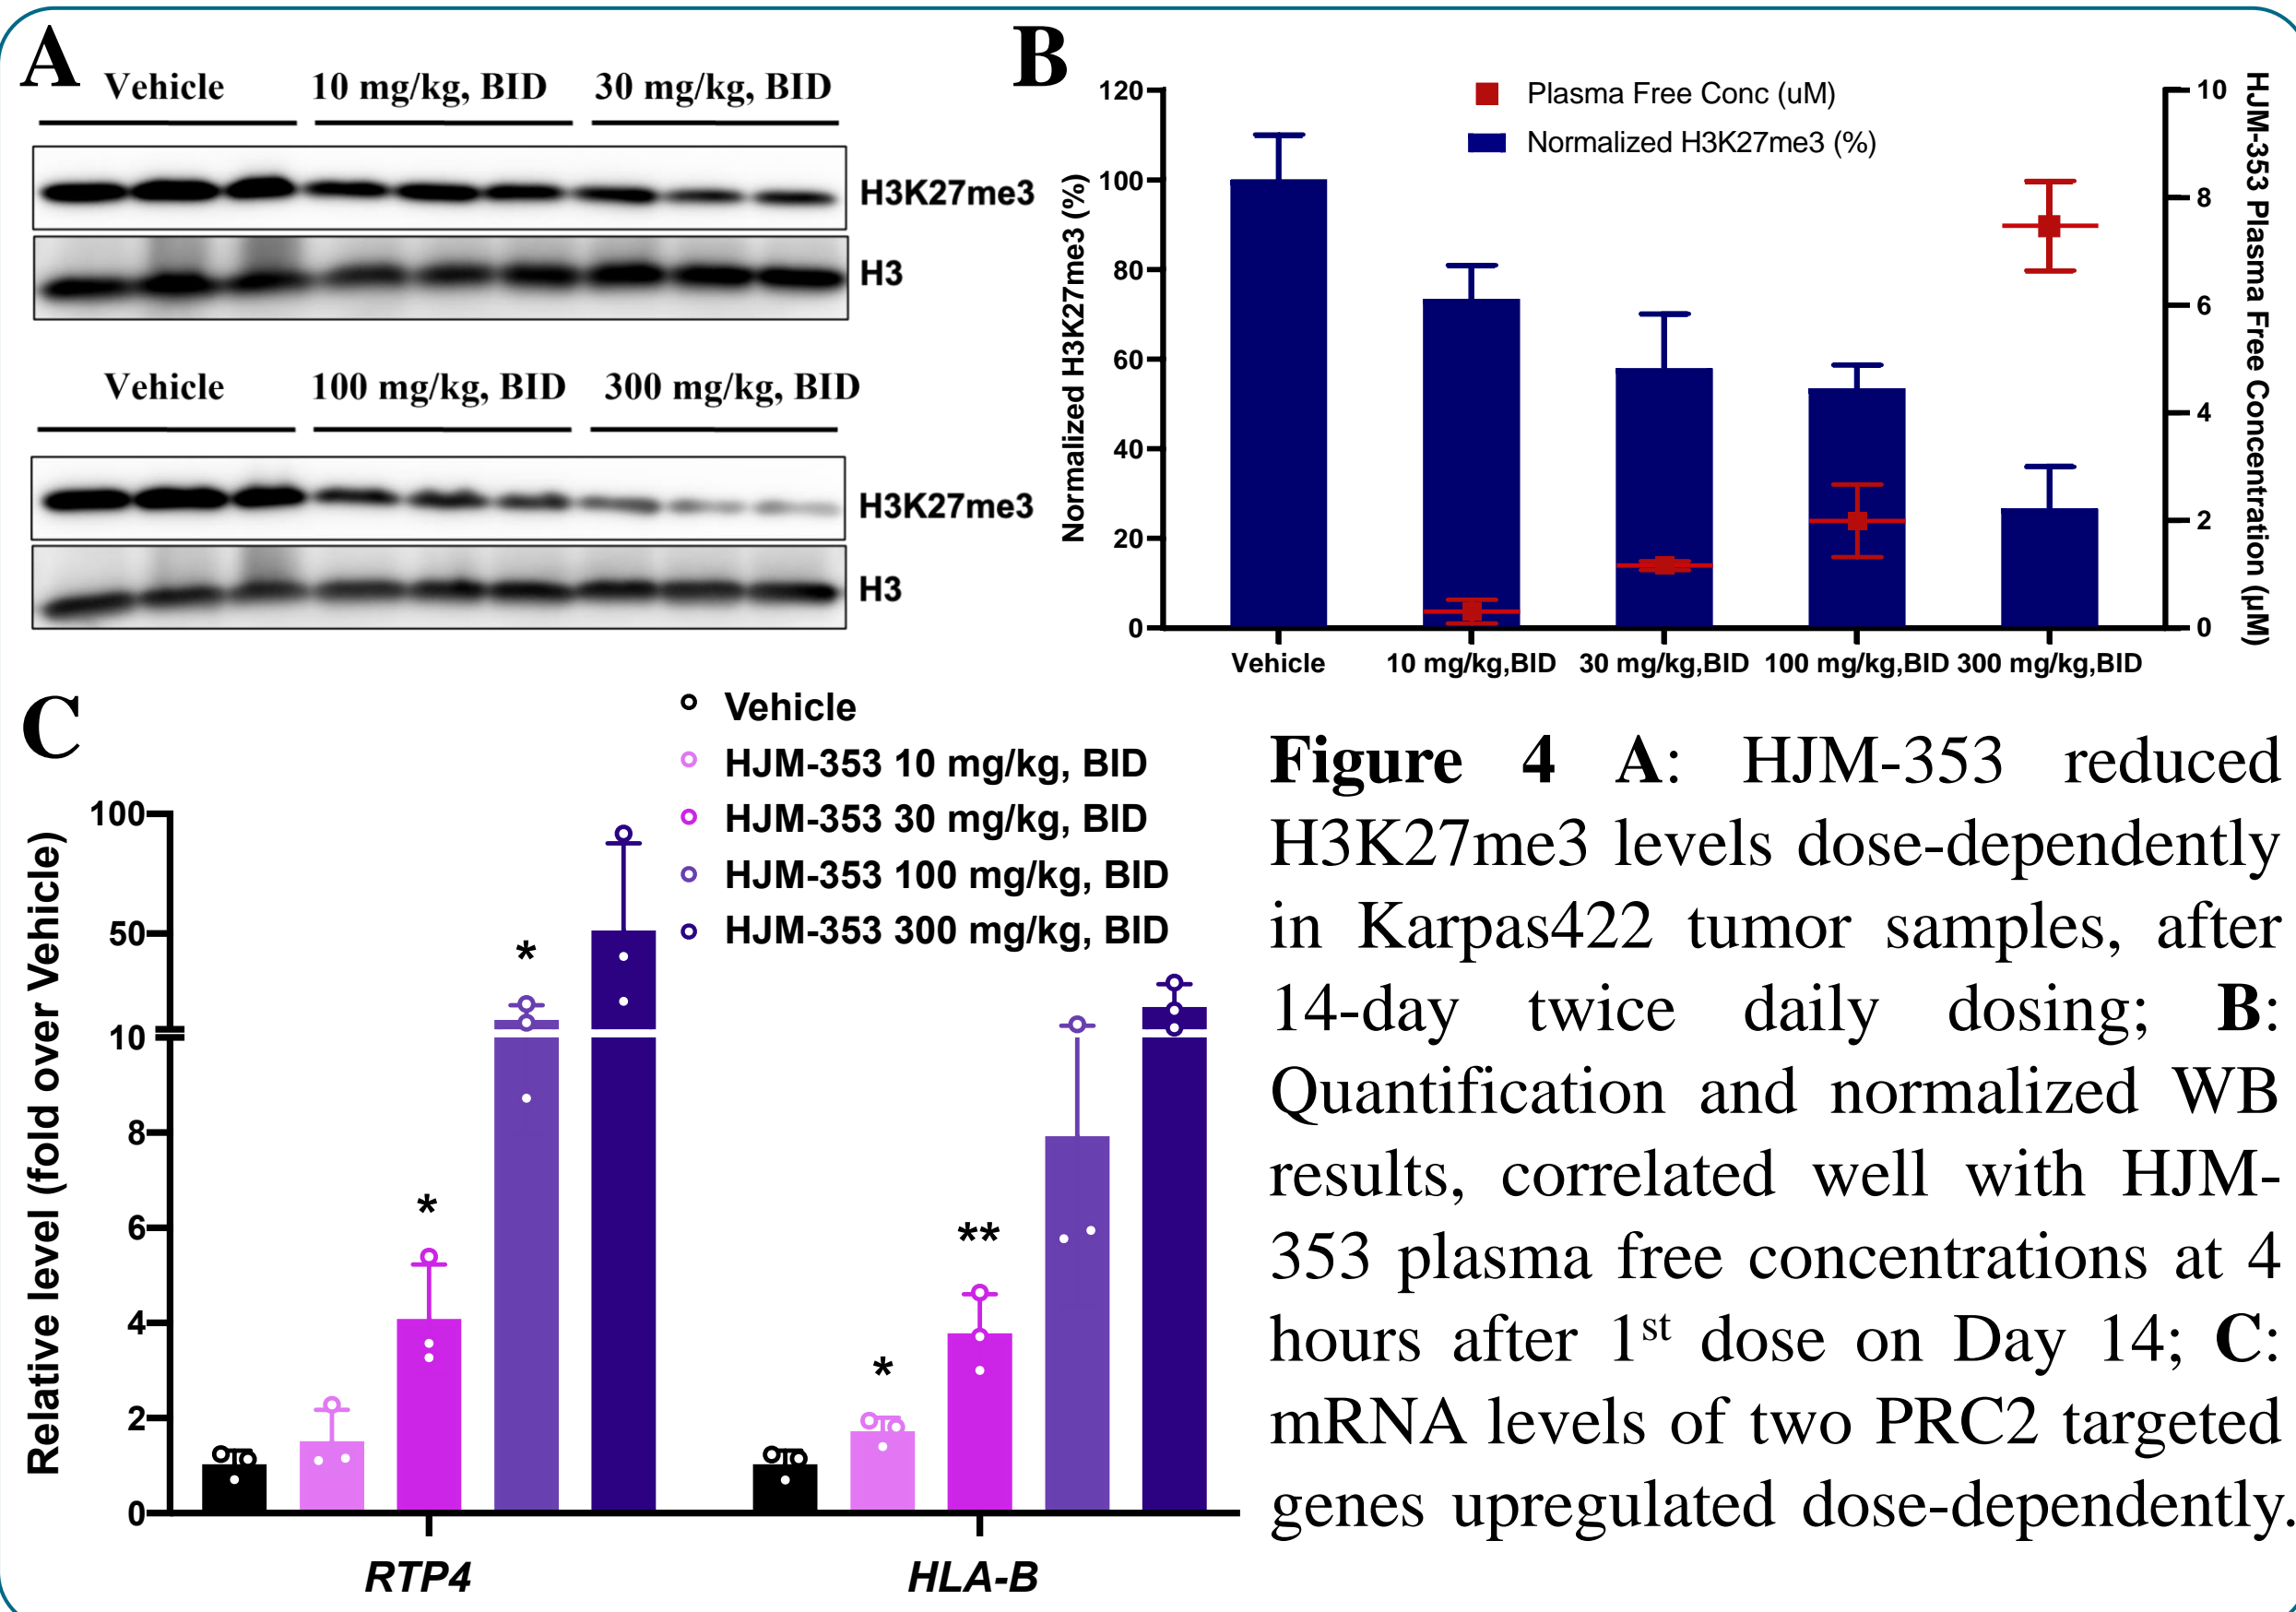 A
Vehicle 10 mg/kg, BID 30 mg/kg, BID
H3K27me3
H3
Vehicle 100 mg/kg, BID 300 mg/kg, BID
H3K27me3
H3
B
Plasma Free Conc (uM)
Normalized H3K27me3 (%)
Normalized H3K27me3 (%)
120
100
80
60
40
20
0
HJM-353 Plasma Free Concentration (μM)
10
8
6
4
2
0
Vehicle 10 mg/kg,BID 30 mg/kg,BID 100 mg/kg,BID 300 mg/kg,BID
C
Vehicle
HJM-353 10 mg/kg, BID
HJM-353 30 mg/kg, BID
HJM-353 100 mg/kg, BID
HJM-353 300 mg/kg, BID
Relative level (fold over Vehicle)
100
50
10
8
6
4
2
0
*
*
*
**
RTP4 HLA-B
Figure 4 A: HJM-353 reduced
H3K27me3 levels dose-dependently
in Karpas422 tumor samples, after
14-day twice daily dosing; B:
Quantification and normalized WB
results, correlated well with HJM-
353 plasma free concentrations at 4
hours after 1st dose on Day 14; C:
mRNA levels of two PRC2 targeted
genes upregulated dose-dependently.